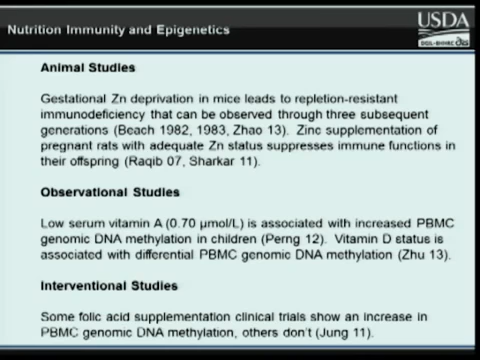 Nutrition Immunity and Epigenetics
USDA
Animal Studies
Gestational Zn deprivation in mice leads to repletion-resistant
immunodeficiency that can be observed through three subsequent
generations (Beach 1982, 1983, Zhao 13). Zinc supplementation of
pregnant rats with adequate Zn status suppresses immune functions in
their offspring (Raqib 07, Sharkar 11).
Observational Studies
Low serum vitamin A (0.70 μmol/L) is associated with increased PBMC
genomic DNA methylation in children (Perng 12). Vitamin D status is
associated with differential PBMC genomic DNA methylation (Zhu 13).
Interventional Studies
Some folic acid supplementation clinical trials show an increase in
PBMC genomic DNA methylation, others don't (Jung 11).